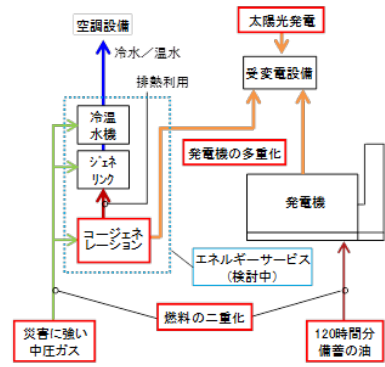 空調設備
太陽光発電
冷水／温水
排熱利用
受変電設備
冷温
水機
発電機の多重化
ジェネ
リンク
発電機
コージェネ
レーション
エネルギーサービス
（検討中）
燃料の二重化
災害に強い
中圧ガス
120時間分
備蓄の油